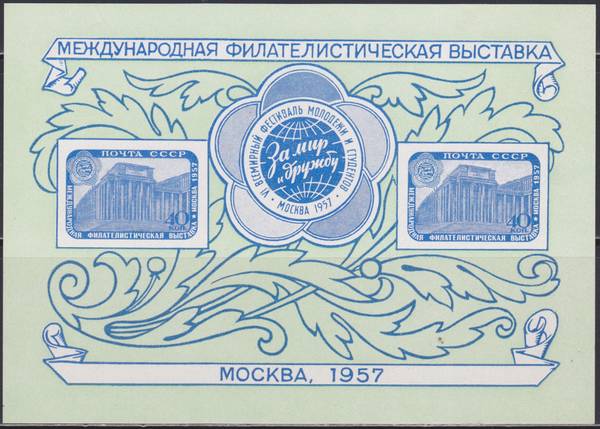 МЕЖДУНАРОДНАЯ ФИЛАТЕЛИСТИЧЕСКАЯ ВЫСТАВКА
VI ВСЕМИРНЫЙ ФЕСТИВАЛЬ МОЛОДЕЖИ И СТУДЕНТОВ
За мир
и дружбу
• МОСКВА 1957 •
ПОЧТА СССР
МЕЖДУНАРОДНАЯ
ФИЛАТЕЛИСТИЧЕСКАЯ ВЫСТАВКА
МОСКВА 1957
40
КОП
ПОЧТА СССР
МЕЖДУНАРОДНАЯ
ФИЛАТЕЛИСТИЧЕСКАЯ ВЫСТАВКА
МОСКВА 1957
40
КОП
МОСКВА, 1957